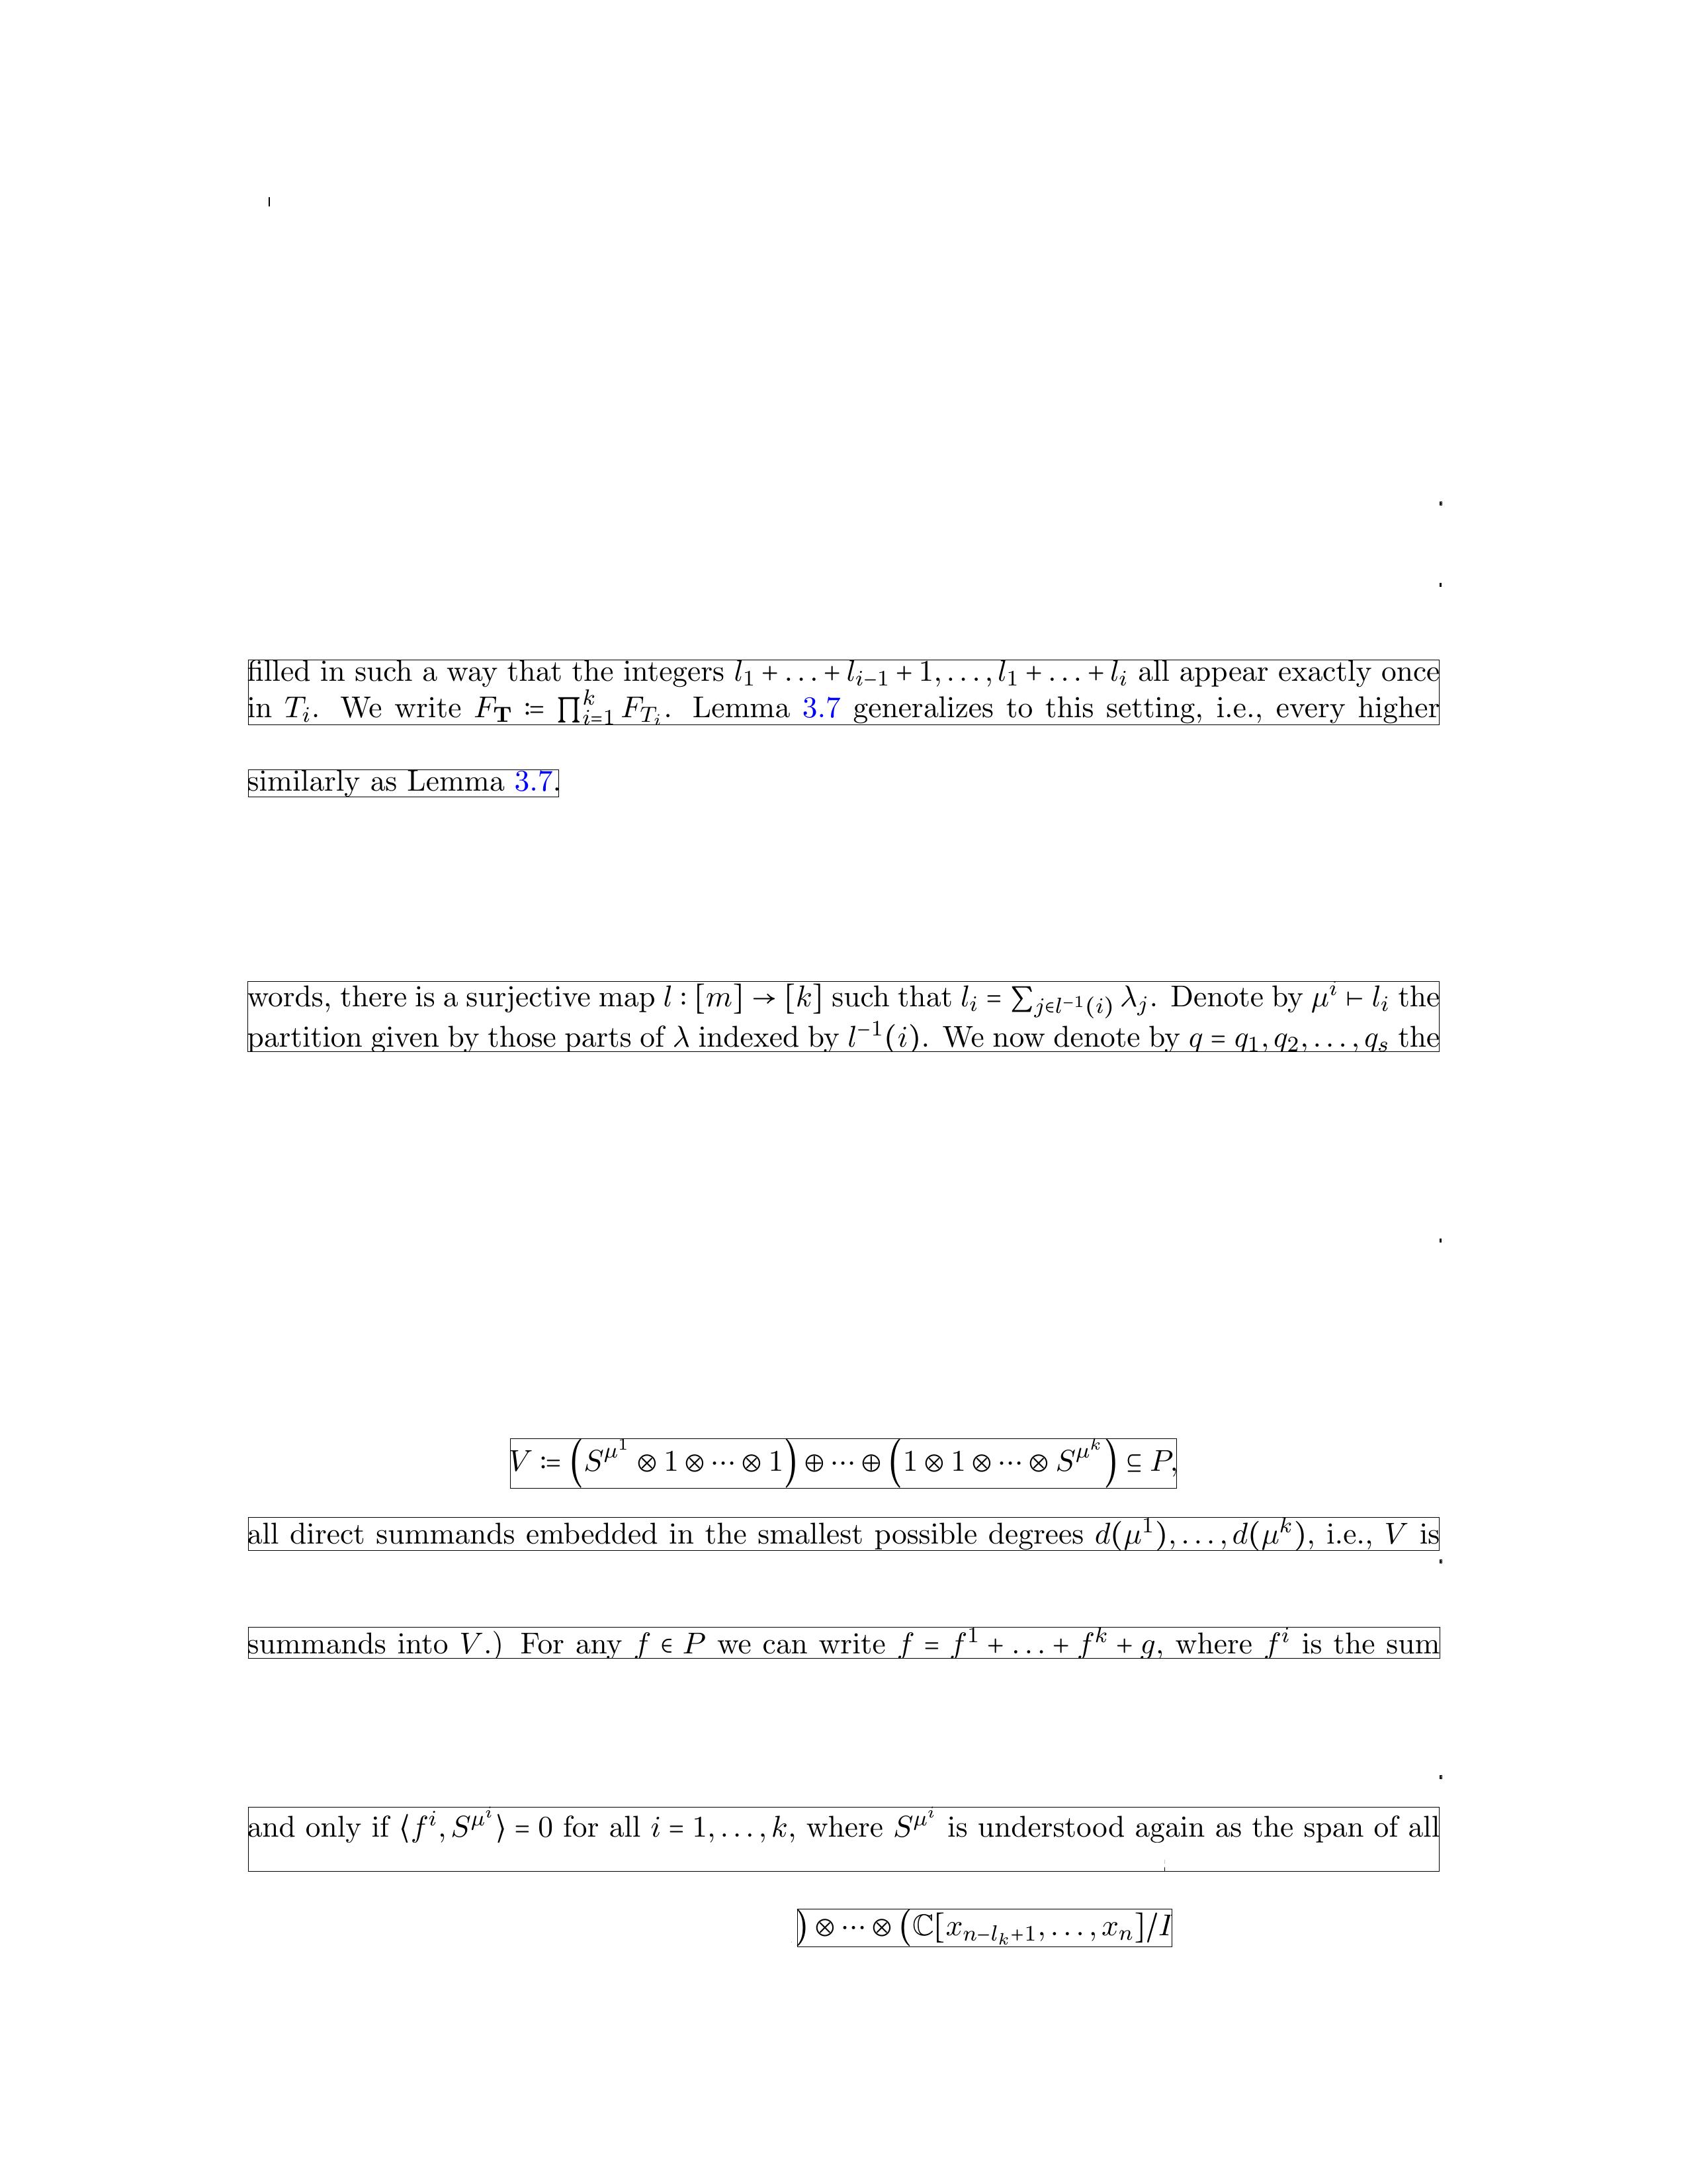 filled in such a way that the integers $l_1 + \ldots + l_{i-1} + 1, \ldots, l_1 + \ldots + l_i$ all appear exactly once
in $T_i$. We write $F_{\mathbf{T}} \coloneqq \prod_{i=1}^{k} F_{T_i}$. Lemma 3.7 generalizes to this setting, i.e., every higher
similarly as Lemma 3.7.
words, there is a surjective map $l : [m] \to [k]$ such that $l_i = \sum_{j \in l^{-1}(i)} \lambda_j$. Denote by $\mu^i \vdash l_i$ the
partition given by those parts of $\lambda$ indexed by $l^{-1}(i)$. We now denote by $q = q_1, q_2, \ldots, q_s$ the
$V \coloneqq \left( S^{\mu^1} \otimes 1 \otimes \cdots \otimes 1 \right) \oplus \cdots \oplus \left( 1 \otimes 1 \otimes \cdots \otimes S^{\mu^k} \right) \subseteq P,$
all direct summands embedded in the smallest possible degrees $d(\mu^1), \ldots, d(\mu^k)$, i.e., $V$ is
summands into $V$.) For any $f \in P$ we can write $f = f^1 + \ldots + f^k + g$, where $f^i$ is the sum
and only if $\langle f^i, S^{\mu^i} \rangle = 0$ for all $i = 1, \ldots, k$, where $S^{\mu^i}$ is understood again as the span of all
$) \otimes \cdots \otimes (\mathbb{C}[x_{n-l_k+1}, \ldots, x_n]/I$